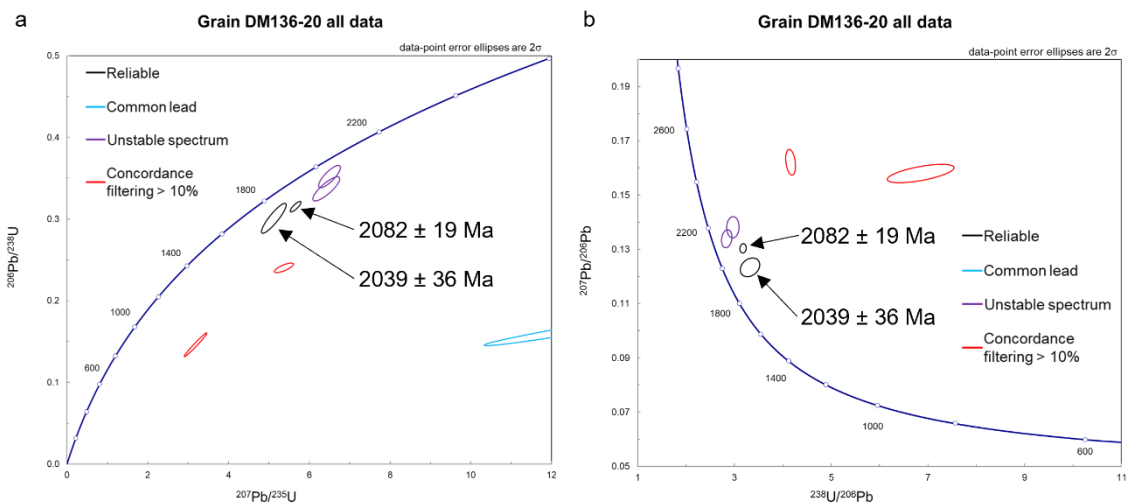 a
Grain DM136-20 all data
data-point error ellipses are 2σ
0.5
0.4
0.3
0.2
0.1
0.0
²⁰⁶Pb/²³⁸U
Reliable
Common lead
Unstable spectrum
Concordance
filtering > 10%
2200
1800
1400
1000
600
2082 ± 19 Ma
2039 ± 36 Ma
0
2
4
6
8
10
12
²⁰⁷Pb/²³⁵U
b
Grain DM136-20 all data
data-point error ellipses are 2σ
0.19
0.17
0.15
0.13
0.11
0.09
0.07
0.05
²⁰⁷Pb/²⁰⁶Pb
2600
2200
1800
1400
1000
600
2082 ± 19 Ma
2039 ± 36 Ma
Reliable
Common lead
Unstable spectrum
Concordance
filtering > 10%
1
3
5
7
9
11
²³⁸U/²⁰⁶Pb